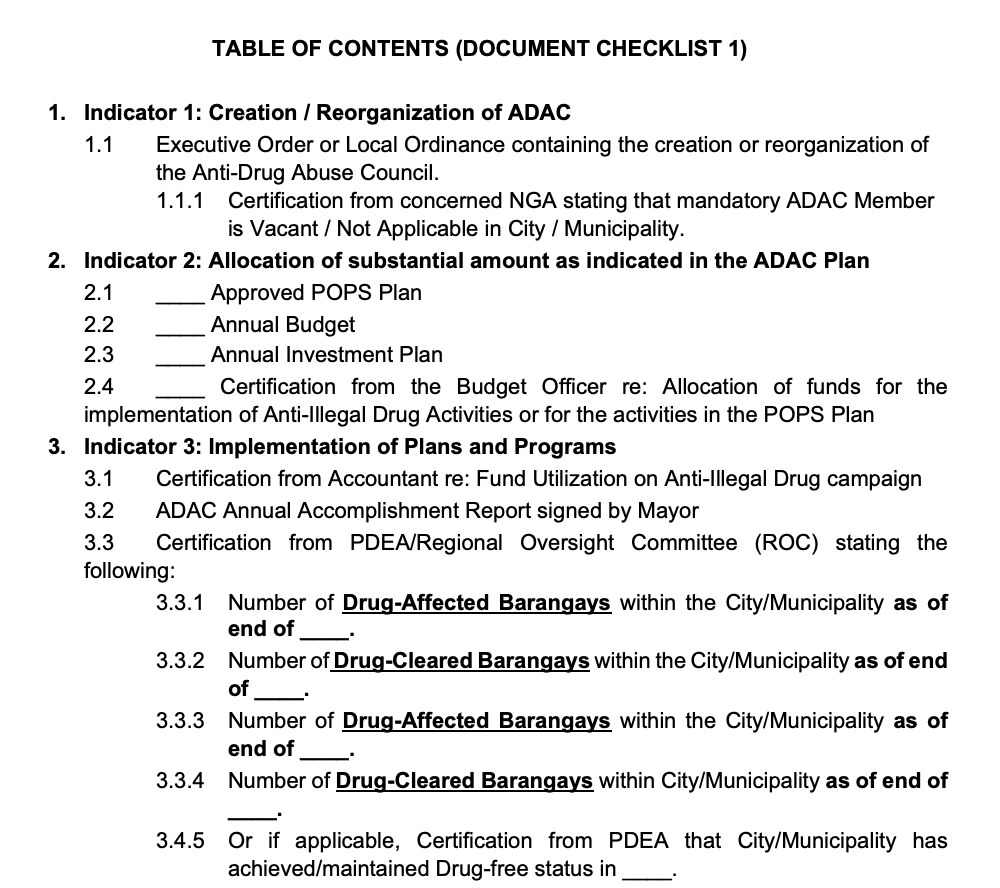 TABLE OF CONTENTS (DOCUMENT CHECKLIST 1)
1. Indicator 1: Creation / Reorganization of ADAC
1.1 Executive Order or Local Ordinance containing the creation or reorganization of
the Anti-Drug Abuse Council.
1.1.1 Certification from concerned NGA stating that mandatory ADAC Member
is Vacant / Not Applicable in City / Municipality.
2. Indicator 2: Allocation of substantial amount as indicated in the ADAC Plan
2.1 ____ Approved POPS Plan
2.2 ____ Annual Budget
2.3 ____ Annual Investment Plan
2.4 ____ Certification from the Budget Officer re: Allocation of funds for the
implementation of Anti-Illegal Drug Activities or for the activities in the POPS Plan
3. Indicator 3: Implementation of Plans and Programs
3.1 Certification from Accountant re: Fund Utilization on Anti-Illegal Drug campaign
3.2 ADAC Annual Accomplishment Report signed by Mayor
3.3 Certification from PDEA/Regional Oversight Committee (ROC) stating the
following:
3.3.1 Number of Drug-Affected Barangays within the City/Municipality as of
end of ____.
3.3.2 Number of Drug-Cleared Barangays within the City/Municipality as of end
of ____.
3.3.3 Number of Drug-Affected Barangays within the City/Municipality as of
end of ____.
3.3.4 Number of Drug-Cleared Barangays within City/Municipality as of end of
____.
3.4.5 Or if applicable, Certification from PDEA that City/Municipality has
achieved/maintained Drug-free status in ____.